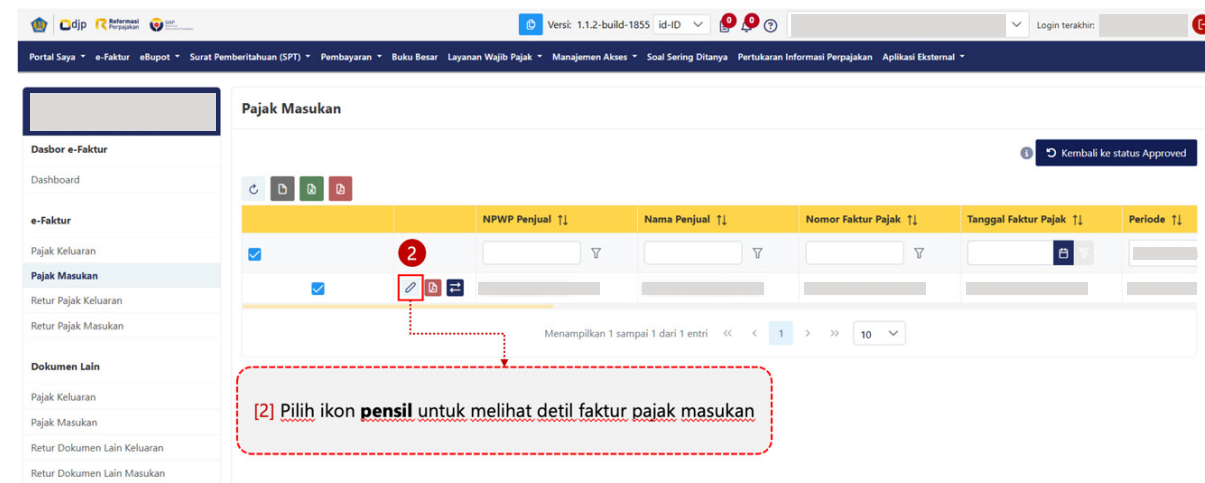 djp Reformasi Perpajakan
Versi: 1.1.2-build-1855 id-ID 0 0 Login terakhir:
Portal Saya e-Faktur eBupot Surat Pemberitahuan (SPT) Pembayaran Buku Besar Layanan Wajib Pajak Manajemen Akses Soal Sering Ditanya Pertukaran Informasi Perpajakan Aplikasi Eksternal
Pajak Masukan
Dasbor e-Faktur
Kembali ke status Approved
Dashboard
e-Faktur
NPWP Penjual Nama Penjual Nomor Faktur Pajak Tanggal Faktur Pajak Periode
Pajak Keluaran
2
Pajak Masukan
Retur Pajak Keluaran
Retur Pajak Masukan
Menampilkan 1 sampai 1 dari 1 entri << < 1 > >> 10
Dokumen Lain
Pajak Keluaran
[2] Pilih ikon pensil untuk melihat detil faktur pajak masukan
Pajak Masukan
Retur Dokumen Lain Keluaran
Retur Dokumen Lain Masukan